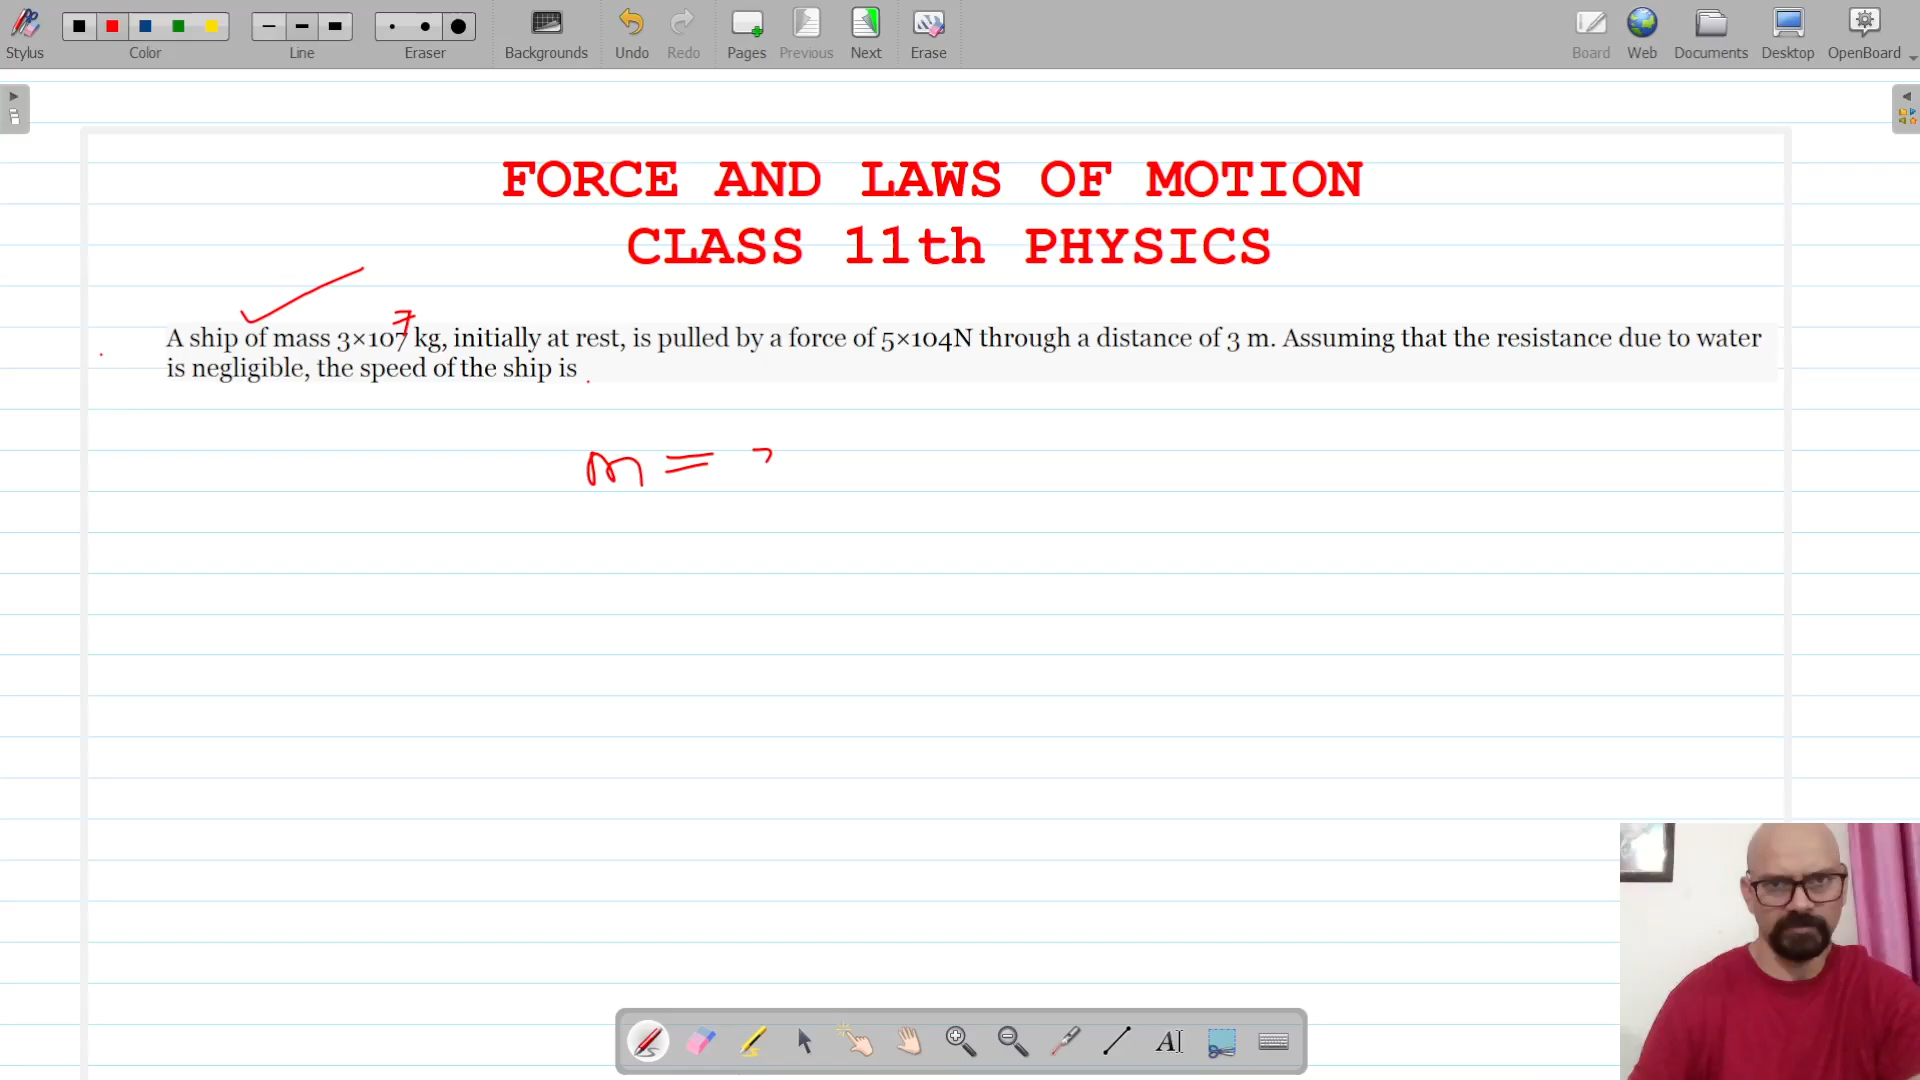 Stylus Color Line Eraser Backgrounds Undo Redo Pages Previous Next Erase Board Web Documents Desktop OpenBoard
FORCE AND LAWS OF MOTION
CLASS 11th PHYSICS
7
A ship of mass 3×107 kg, initially at rest, is pulled by a force of 5×104N through a distance of 3 m. Assuming that the resistance due to water
is negligible, the speed of the ship is
m =